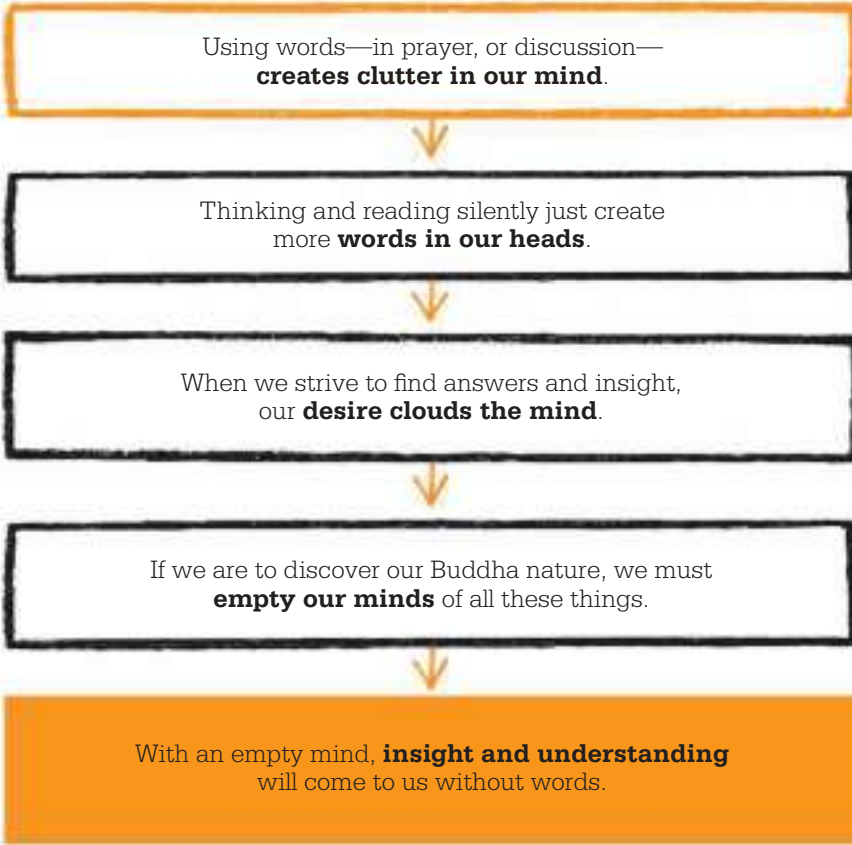 Using words—in prayer, or discussion—
creates clutter in our mind.
Thinking and reading silently just create
more words in our heads.
When we strive to find answers and insight,
our desire clouds the mind.
If we are to discover our Buddha nature, we must
empty our minds of all these things.
With an empty mind, insight and understanding
will come to us without words.